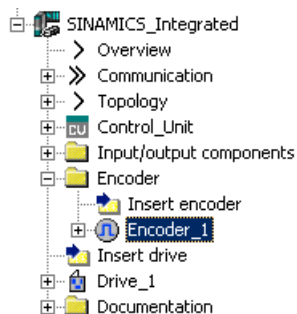 SINAMICS_Integrated
Overview
Communication
Topology
CU Control_Unit
Input/output components
Encoder
Insert encoder
Encoder_1
Insert drive
Drive_1
Documentation